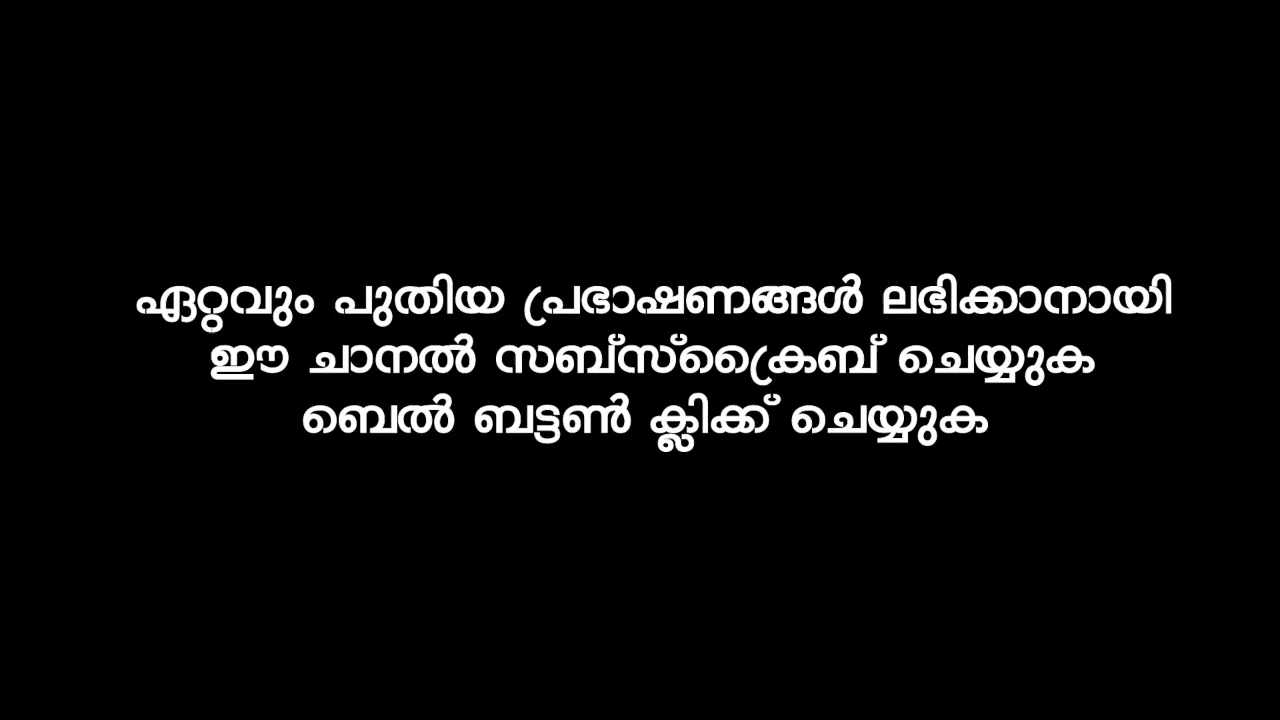 ഏറ്റവും പുതിയ പ്രഭാഷണങ്ങൾ ലഭിക്കാനായി
ഈ ചാനൽ സബ്സ്ക്രൈബ് ചെയ്യുക
ബെൽ ബട്ടൺ ക്ലിക്ക് ചെയ്യുക